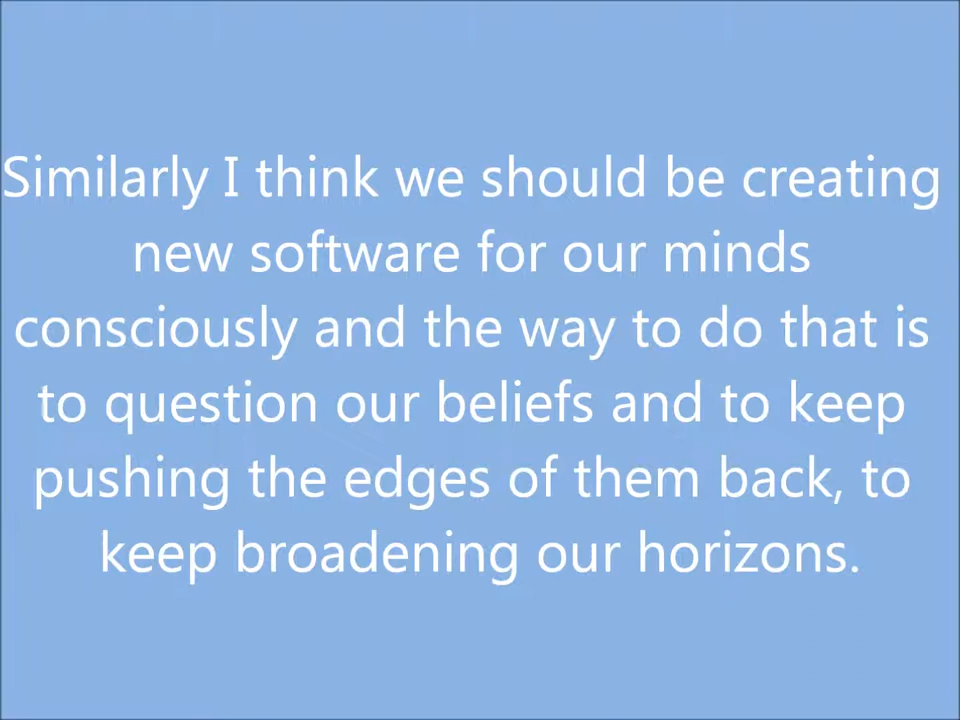 Similarly I think we should be creating
new software for our minds
consciously and the way to do that is
to question our beliefs and to keep
pushing the edges of them back, to
keep broadening our horizons.